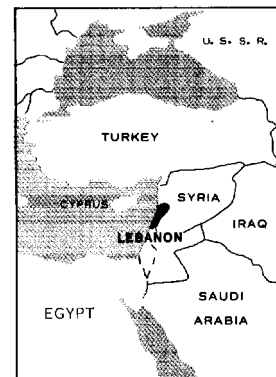 U. S. S. R.
TURKEY
CYPRUS
SYRIA
LEBANON
IRAQ
EGYPT
SAUDI
ARABIA